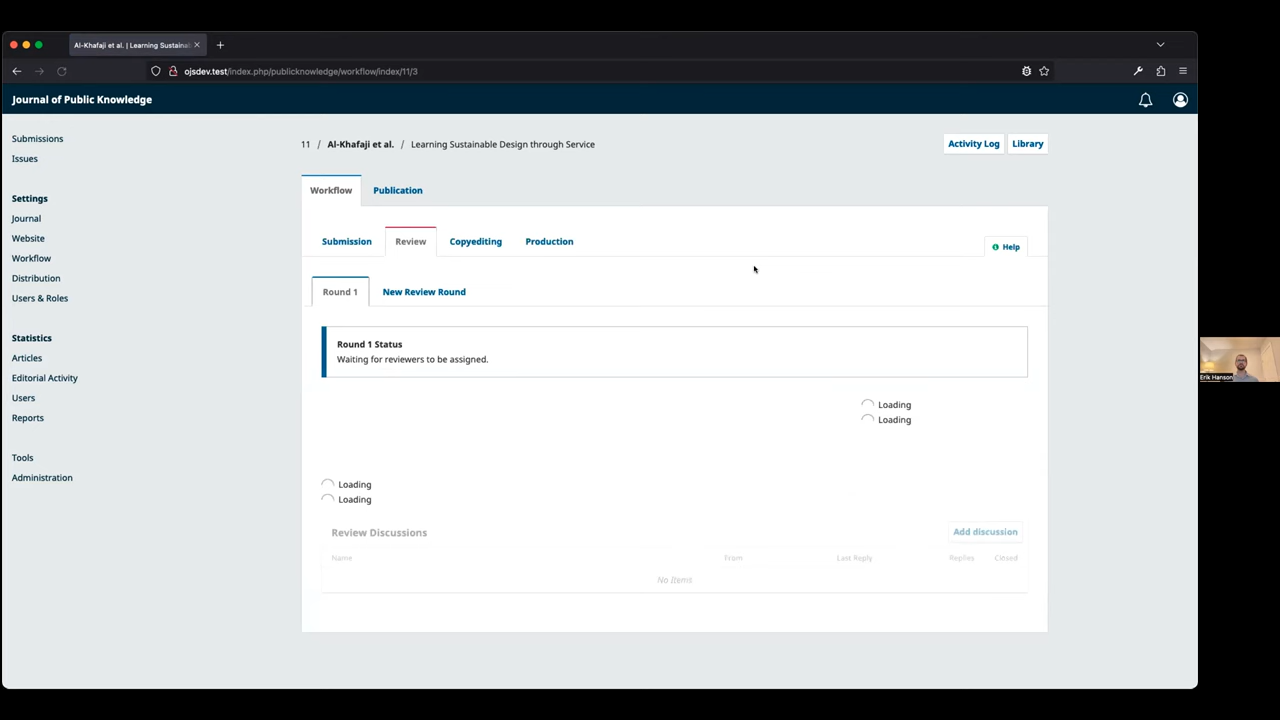 Al-Khafaji et al. | Learning Sustaina
ojsdev.test/index.php/publicknowledge/workflow/index/11/3
Journal of Public Knowledge
Submissions
Issues
Settings
Journal
Website
Workflow
Distribution
Users & Roles
Statistics
Articles
Editorial Activity
Users
Reports
Tools
Administration
11 / Al-Khafaji et al. / Learning Sustainable Design through Service
Activity Log
Library
Workflow
Publication
Submission
Review
Copyediting
Production
Help
Round 1
New Review Round
Round 1 Status
Waiting for reviewers to be assigned.
Loading
Loading
Loading
Loading
Review Discussions
Add discussion
Name From Last Reply Replies Closed
No Items
Erik Hanson